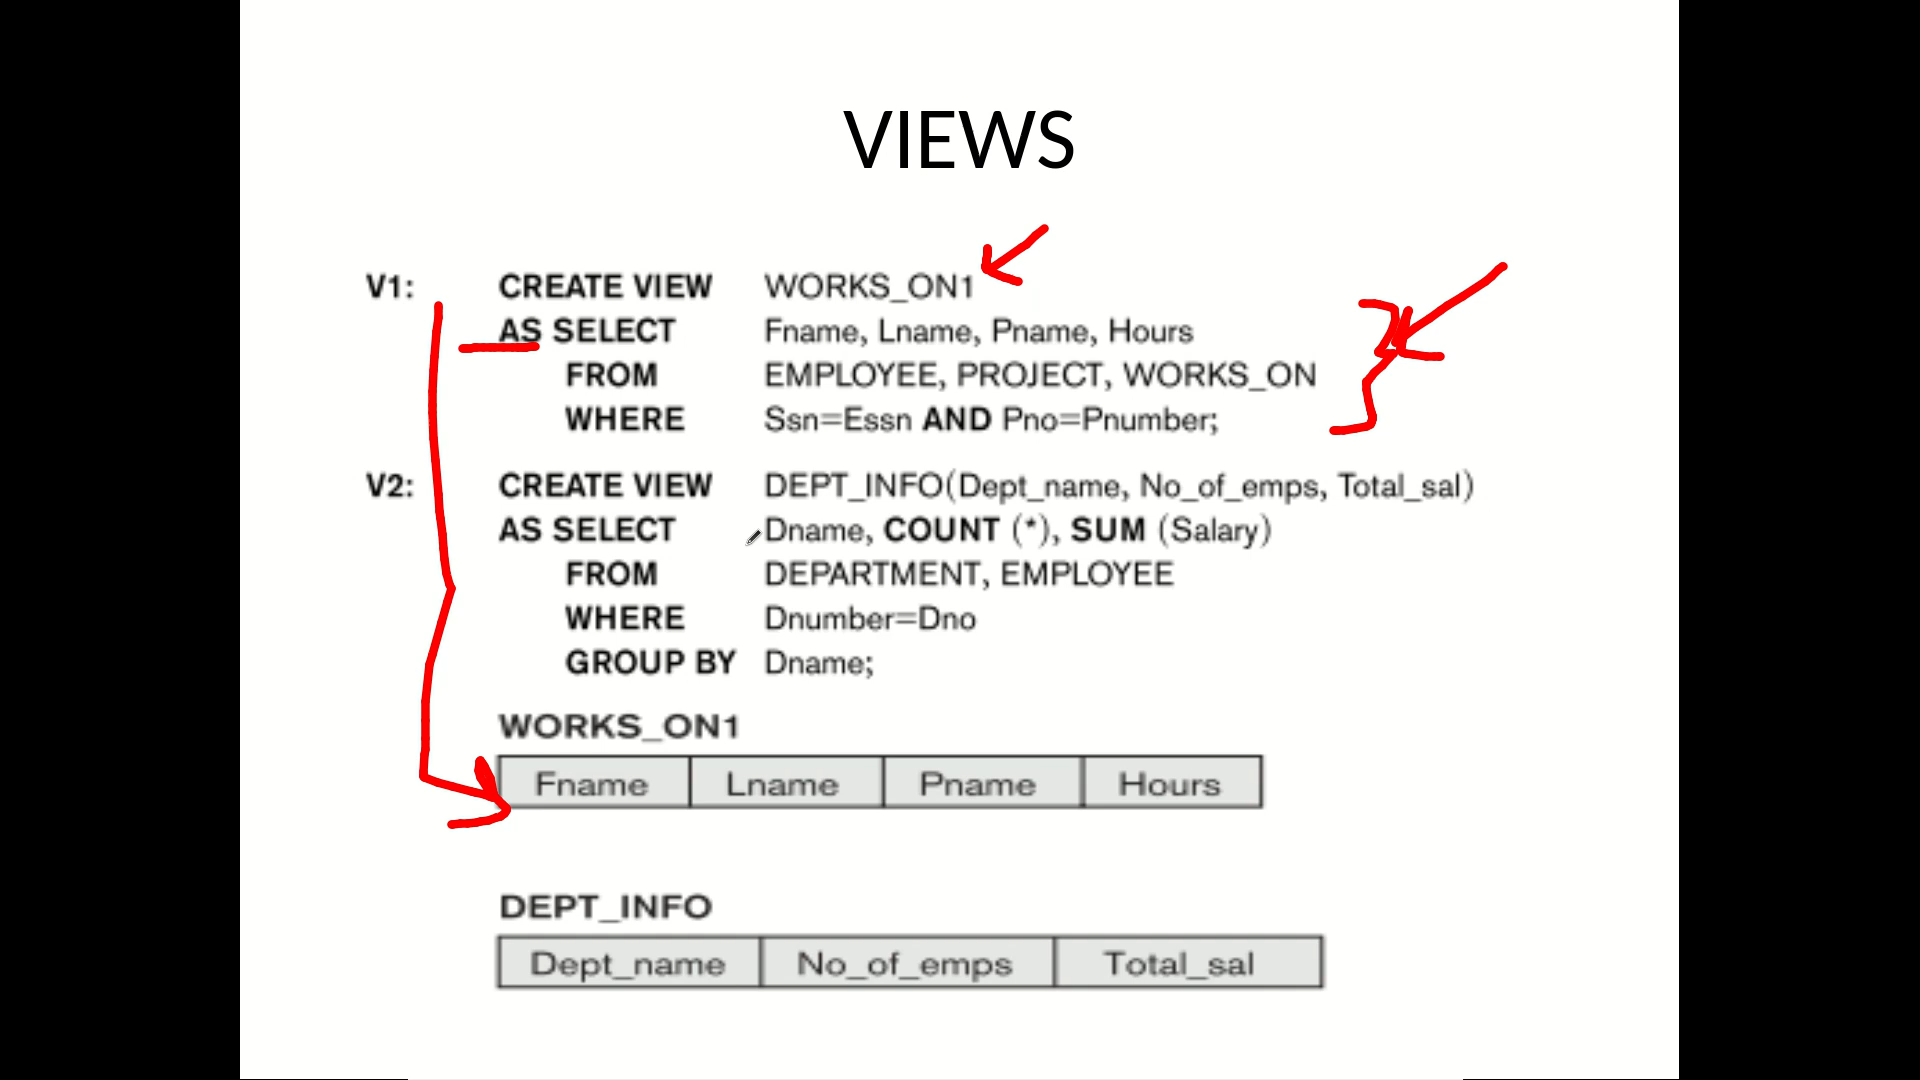 VIEWS
V1: CREATE VIEW WORKS_ON1
AS SELECT Fname, Lname, Pname, Hours
FROM EMPLOYEE, PROJECT, WORKS_ON
WHERE Ssn=Essn AND Pno=Pnumber;
V2: CREATE VIEW DEPT_INFO(Dept_name, No_of_emps, Total_sal)
AS SELECT Dname, COUNT (*), SUM (Salary)
FROM DEPARTMENT, EMPLOYEE
WHERE Dnumber=Dno
GROUP BY Dname;
WORKS_ON1
Fname Lname Pname Hours
DEPT_INFO
Dept_name No_of_emps Total_sal